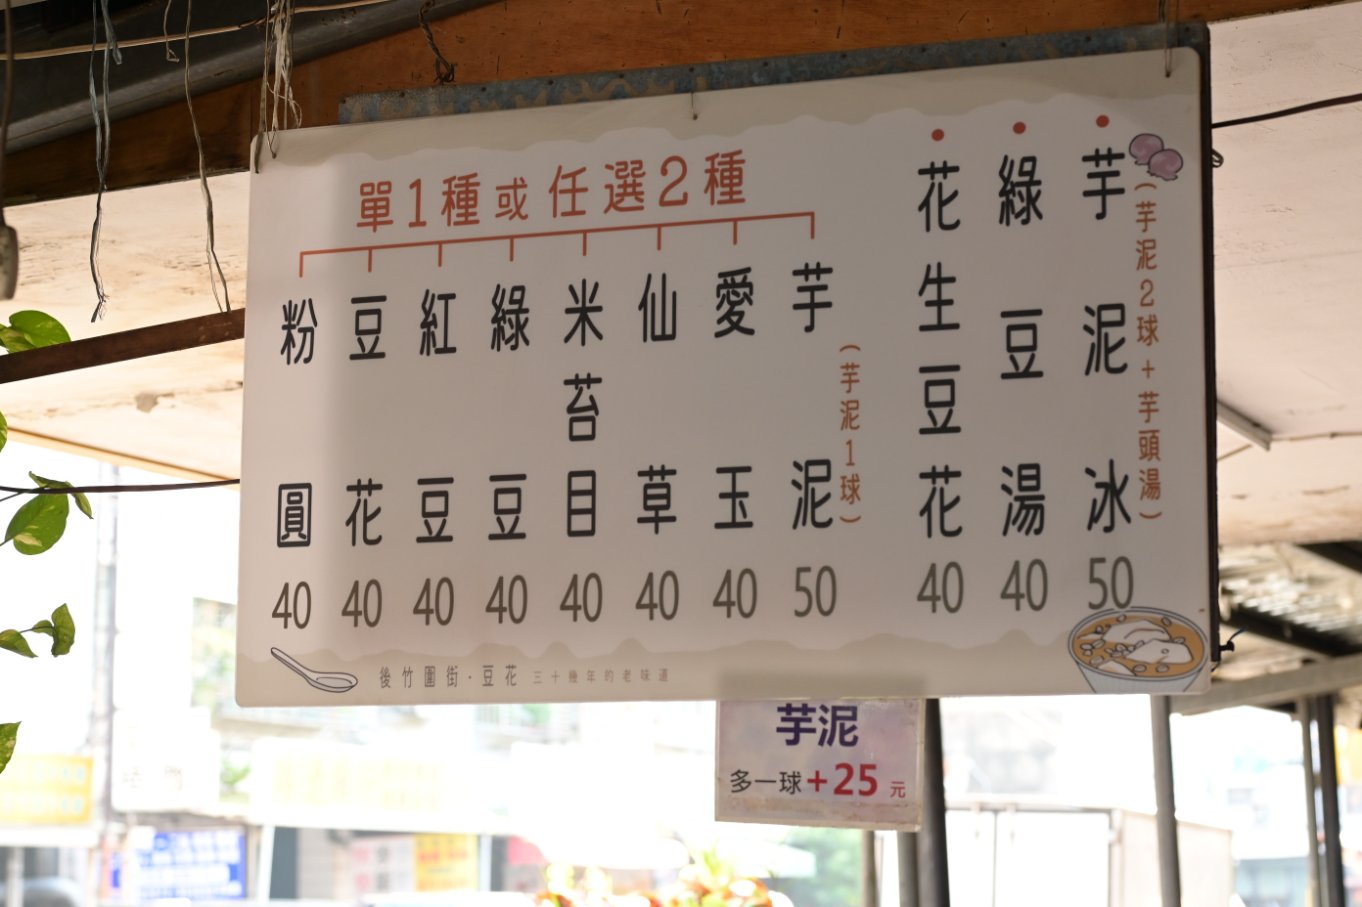 單1種或任選2種
粉圓 40
豆花 40
紅豆 40
綠豆 40
米苔目 40
仙草 40
愛玉 40
芋泥 50
(芋泥1球)
•花生豆花 40
•綠豆湯 40
•芋泥冰 50
(芋泥2球+芋頭湯)
後竹圍街·豆花 三十幾年的老味道
芋泥
多一球+25元